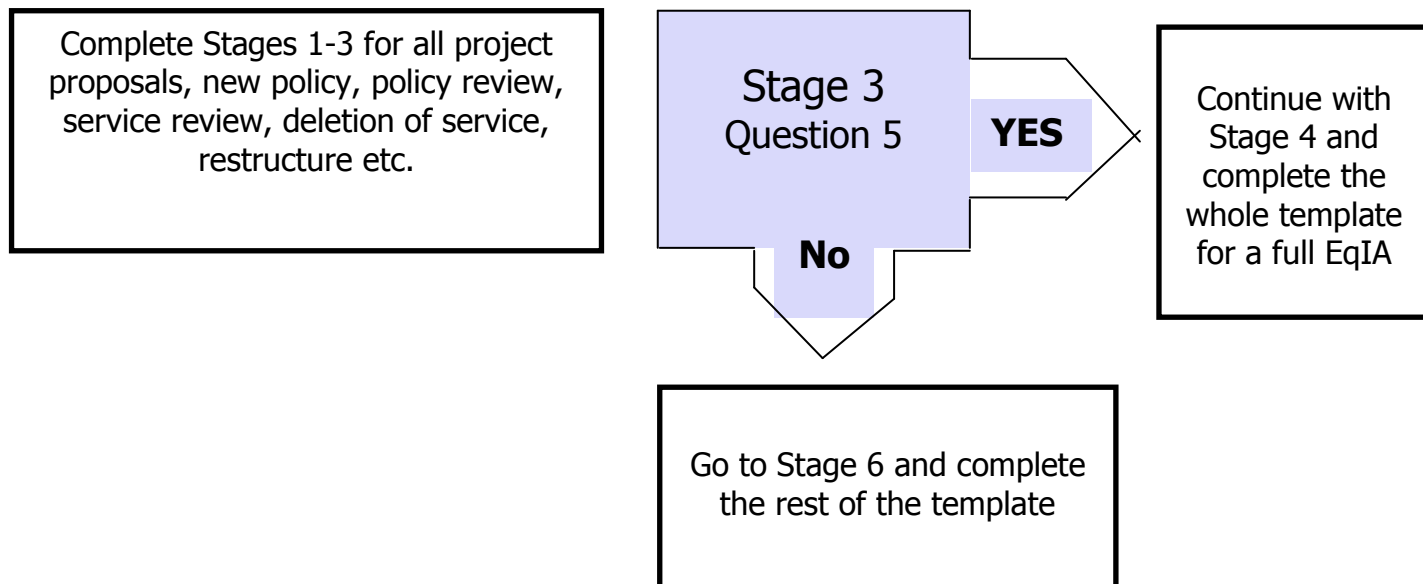 Complete Stages 1-3 for all project
proposals, new policy, policy review,
service review, deletion of service,
restructure etc.
Stage 3
Question 5
YES
No
Continue with
Stage 4 and
complete the
whole template
for a full EqIA
Go to Stage 6 and complete
the rest of the template